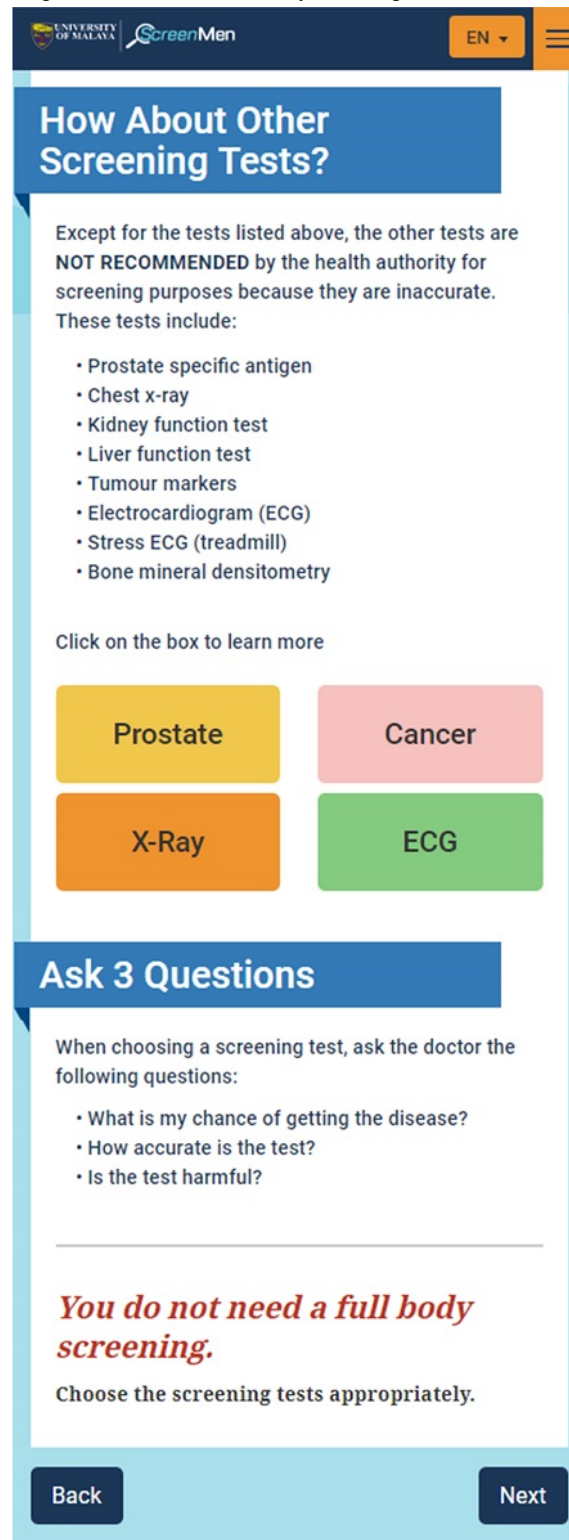 UNIVERSITY
OF MALAYA
ScreenMen
EN
How About Other
Screening Tests?
Except for the tests listed above, the other tests are
NOT RECOMMENDED by the health authority for
screening purposes because they are inaccurate.
These tests include:
• Prostate specific antigen
• Chest x-ray
• Kidney function test
• Liver function test
• Tumour markers
• Electrocardiogram (ECG)
• Stress ECG (treadmill)
• Bone mineral densitometry
Click on the box to learn more
Prostate
Cancer
X-Ray
ECG
Ask 3 Questions
When choosing a screening test, ask the doctor the
following questions:
• What is my chance of getting the disease?
• How accurate is the test?
• Is the test harmful?
You do not need a full body
screening.
Choose the screening tests appropriately.
Back
Next